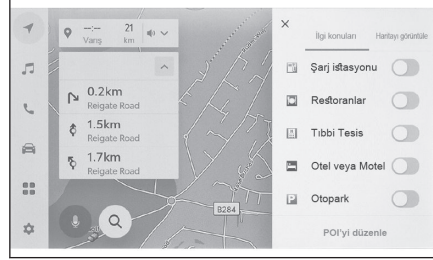 --:-- 21
Varış km
0.2km
Reigate Road
1.5km
Reigate Road
1.7km
Reigate Road
B284
İlgi konuları Haritayı görüntüle
Şarj istasyonu
Restoranlar
Tıbbi Tesis
Otel veya Motel
P Otopark
POI'yi düzenle